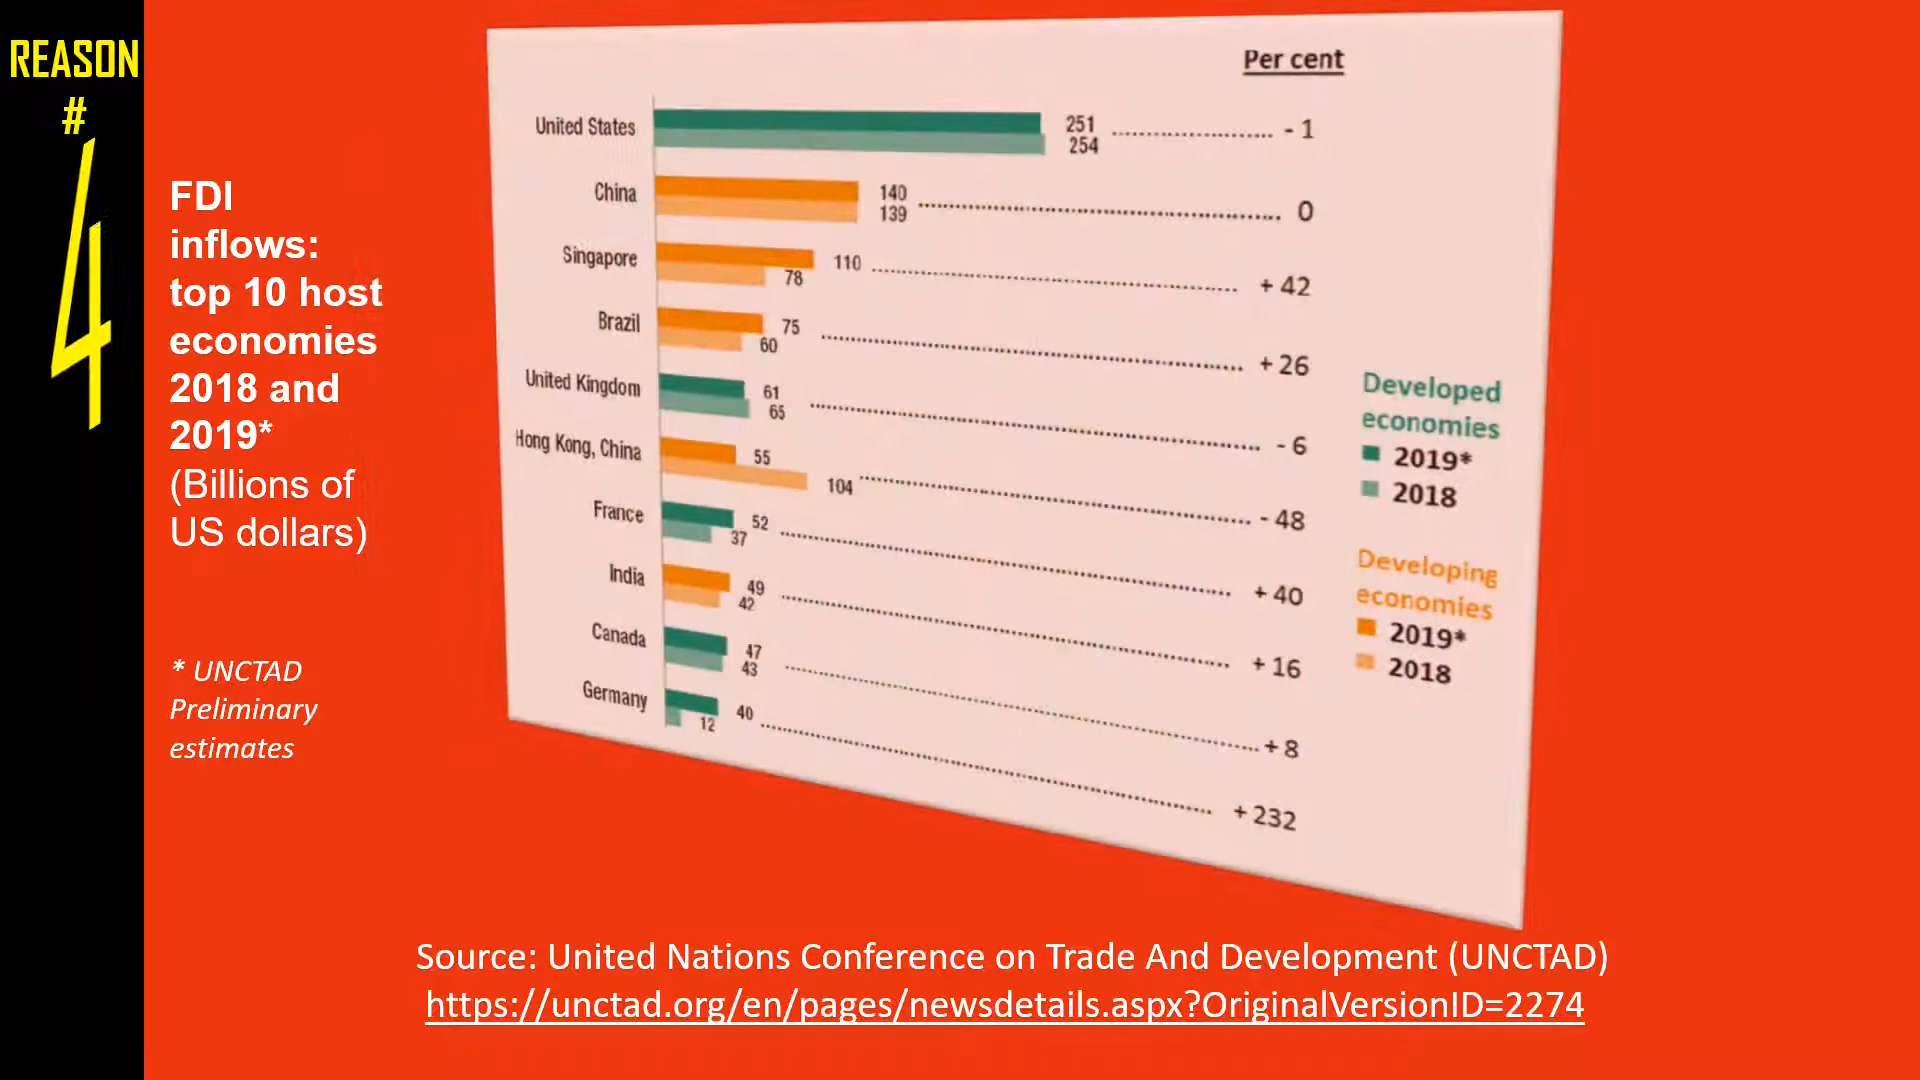 REASON
#
4
FDI
inflows:
top 10 host
economies
2018 and
2019*
(Billions of
US dollars)
* UNCTAD
Preliminary
estimates
Per cent
United States 251 254 - 1
China 140 139 0
Singapore 110 78 + 42
Brazil 75 60 + 26
United Kingdom 61 65 - 6
Hong Kong, China 55 104 - 48
France 52 37 + 40
India 49 42 + 16
Canada 47 43 + 8
Germany 40 12 + 232
Developed
economies
2019*
2018
Developing
economies
2019*
2018
Source: United Nations Conference on Trade And Development (UNCTAD)
https://unctad.org/en/pages/newsdetails.aspx?OriginalVersionID=2274